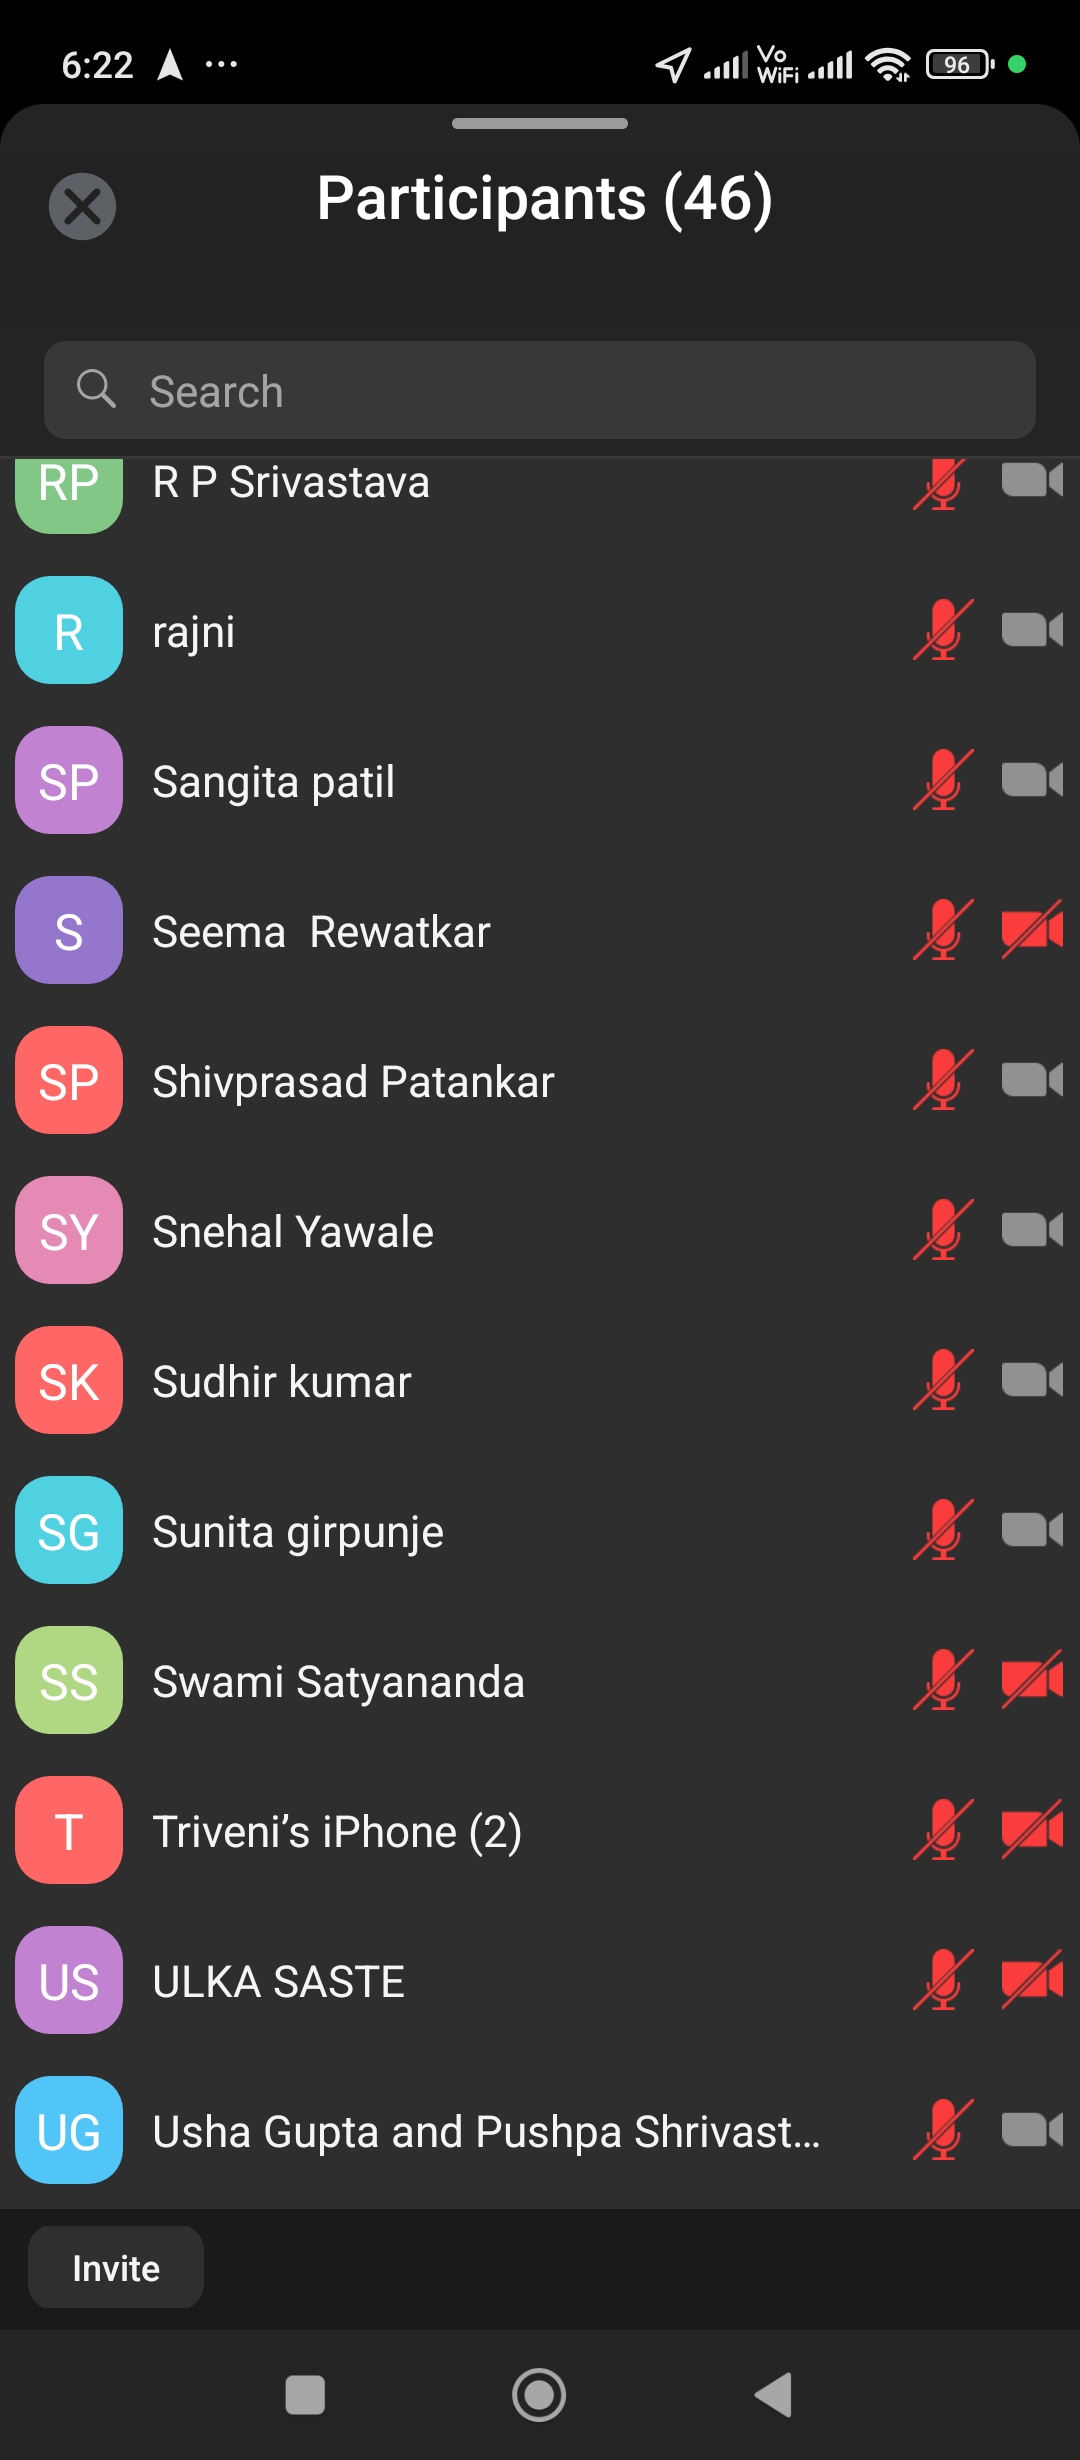 6:22 ... Vo WiFi 96
Participants (46)
Search
RP R P Srivastava
R rajni
SP Sangita patil
S Seema  Rewatkar
SP Shivprasad Patankar
SY Snehal Yawale
SK Sudhir kumar
SG Sunita girpunje
SS Swami Satyananda
T Triveni’s iPhone (2)
US ULKA SASTE
UG Usha Gupta and Pushpa Shrivast...
Invite